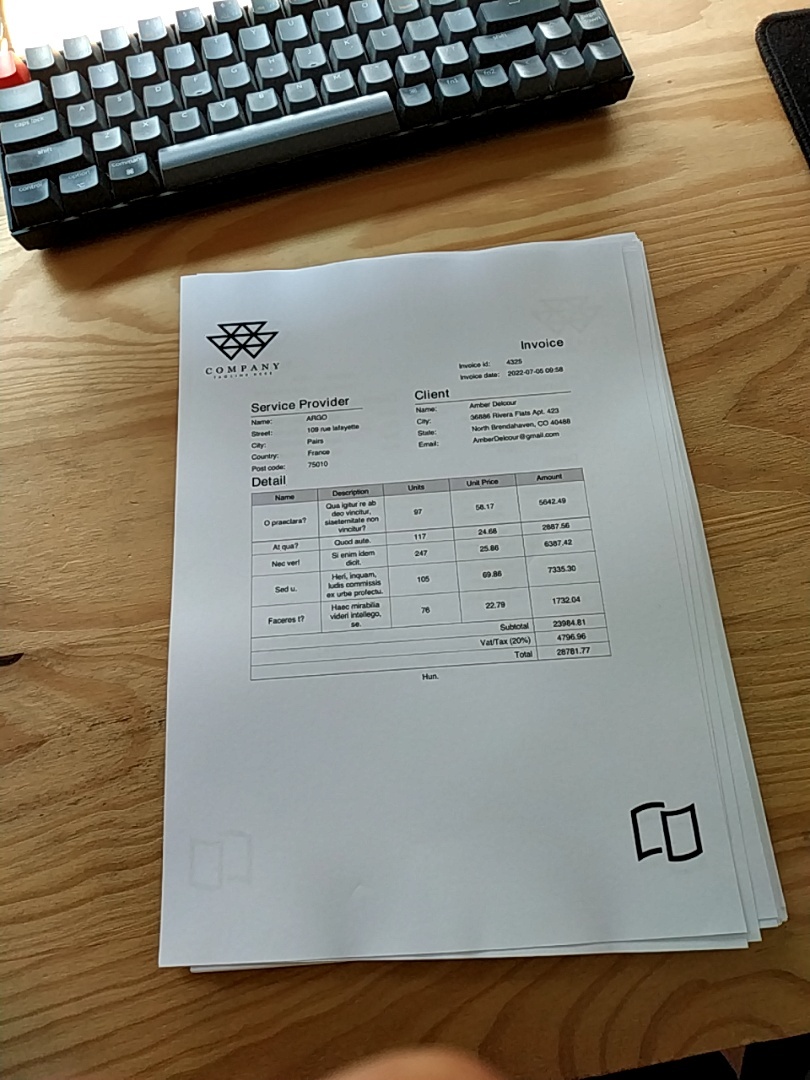 COMPANY
Invoice
Invoice id: 4325
Invoice date: 2022-07-05 09:58
Service Provider
Name: ARGO
Street: 109 rue lafayette
City: Pairs
Country: France
Post code: 75010
Client
Name: Amber Delcour
City: 36886 Rivera Flats Apt. 423
State: North Brendahaven, CO 40488
Email: AmberDelcour@gmail.com
Detail
Name Description Units Unit Price Amount
O praeclara? Qua igitur re ab 97 58.17 5642.49
deo vincitur,
siaeternitate non
vincitur?
At qua? Quod aute. 117 24.68 2887.56
Nec ver! Si enim idem 247 25.86 6387.42
dicit.
Sed u. Heri, inquam, 105 69.86 7335.30
ludis commissis
ex urbe profectu.
Faceres t? Haec mirabilia 76 22.79 1732.04
videri intellego,
se.
Subtotal 23984.81
Vat/Tax (20%) 4796.96
Total 28781.77
Hun.